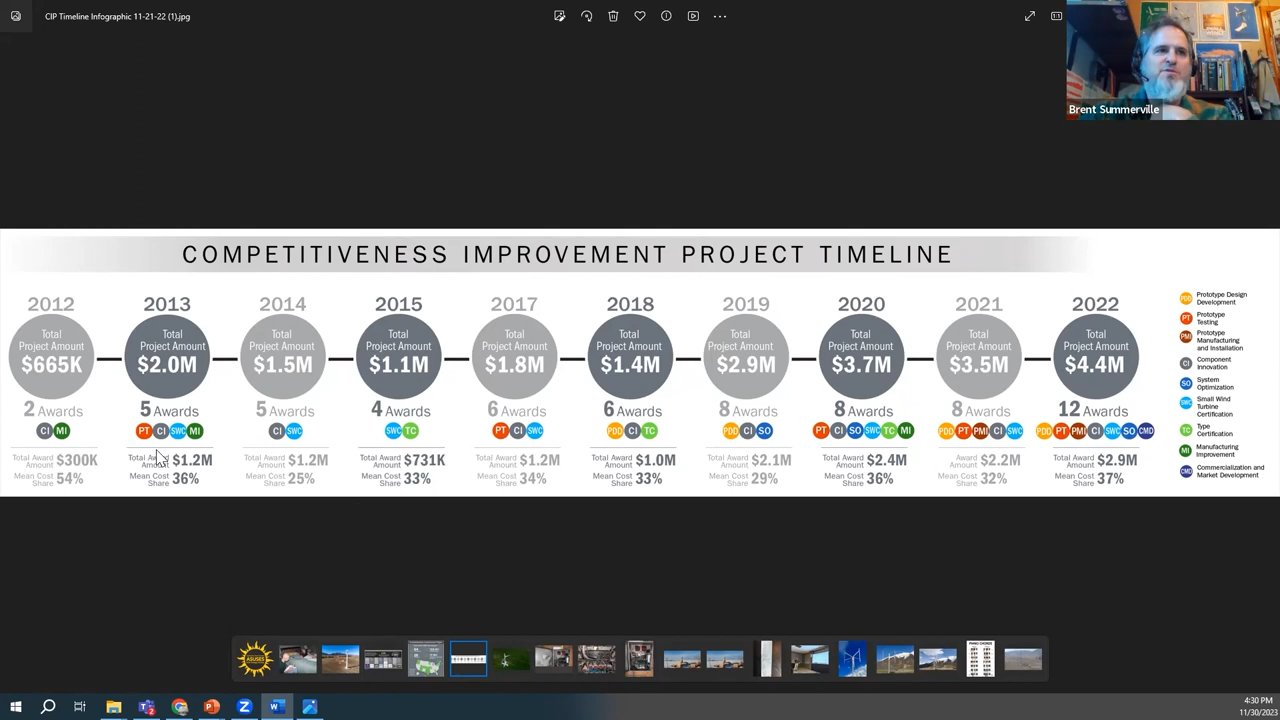 CIP Timeline Infographic 11-21-22 (1).jpg
1:1
Brent Summerville
COMPETITIVENESS IMPROVEMENT PROJECT TIMELINE
2012 2013 2014 2015 2017 2018 2019 2020 2021 2022
Total Total Total Total Total Total Total Total Total Total
Project Amount Project Amount Project Amount Project Amount Project Amount Project Amount Project Amount Project Amount Project Amount Project Amount
$665K $2.0M $1.5M $1.1M $1.8M $1.4M $2.9M $3.7M $3.5M $4.4M
2 Awards 5 Awards 5 Awards 4 Awards 6 Awards 6 Awards 8 Awards 8 Awards 8 Awards 12 Awards
CI MI PT CI SWC MI CI SWC SWC TC PT CI SWC PDD CI TC PDD CI SO PT CI SO SWC TC MI PDD PT PMI CI SWC PDD PT PMI CI SWC SO CMD
Total Award Amount $300K Total Award Amount $1.2M Total Award Amount $1.2M Total Award Amount $731K Total Award Amount $1.2M Total Award Amount $1.0M Total Award Amount $2.1M Total Award Amount $2.4M Award Amount $2.2M Total Award Amount $2.9M
Mean Cost Share 54% Mean Cost Share 36% Mean Cost Share 25% Mean Cost Share 33% Mean Cost Share 34% Mean Cost Share 33% Mean Cost Share 29% Mean Cost Share 36% Mean Cost Share 32% Mean Cost Share 37%
PDD Prototype Design
Development
PT Prototype
Testing
PMI Prototype
Manufacturing
and Installation
CI Component
Innovation
SO System
Optimization
SWC Small Wind
Turbine
Certification
TC Type
Certification
MI Manufacturing
Improvement
CMD Commercialization and
Market Development
ASUSES
PIANO CHORDS
4:30 PM
11/30/2023